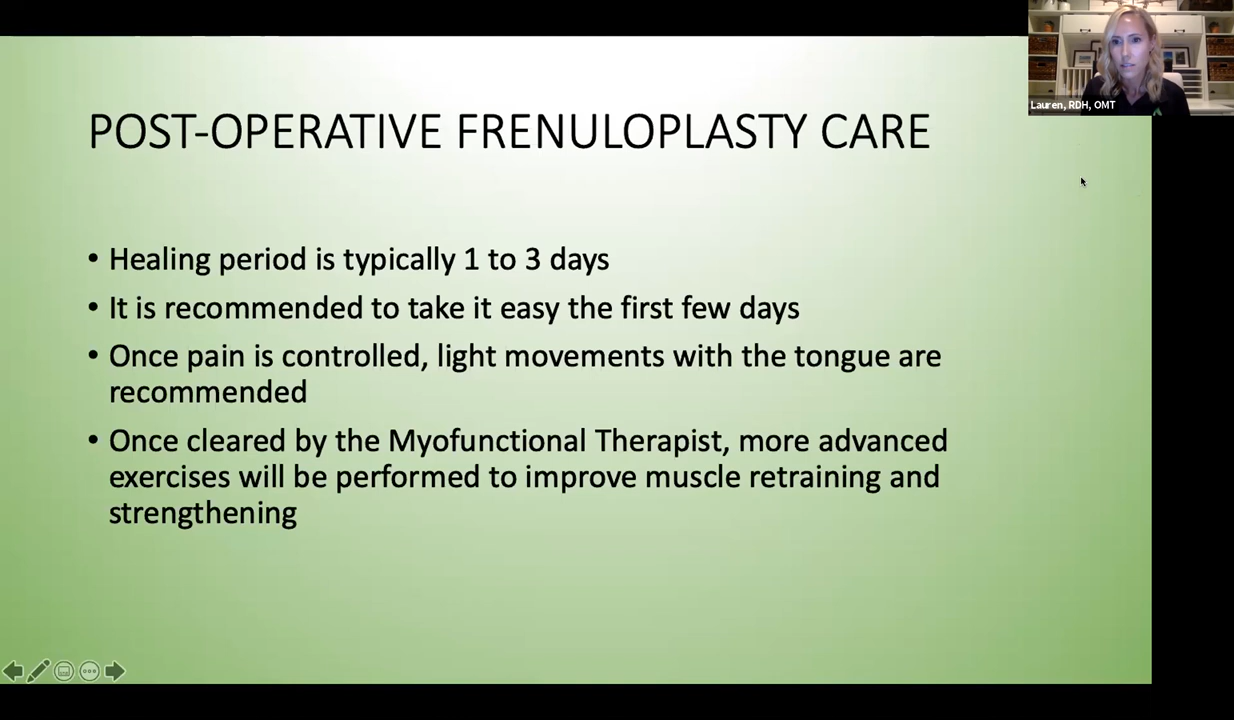 Lauren, RDH, OMT
POST-OPERATIVE FRENULOPLASTY CARE
• Healing period is typically 1 to 3 days
• It is recommended to take it easy the first few days
• Once pain is controlled, light movements with the tongue are
recommended
• Once cleared by the Myofunctional Therapist, more advanced
exercises will be performed to improve muscle retraining and
strengthening